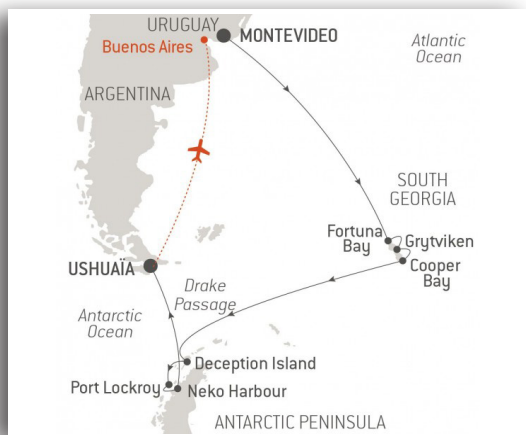 URUGUAY
MONTEVIDEO
Buenos Aires
Atlantic
Ocean
ARGENTINA
SOUTH
GEORGIA
Fortuna
Bay
Grytviken
Cooper
Bay
USHUAÏA
Drake
Passage
Antarctic
Ocean
Deception Island
Port Lockroy
Neko Harbour
ANTARCTIC PENINSULA